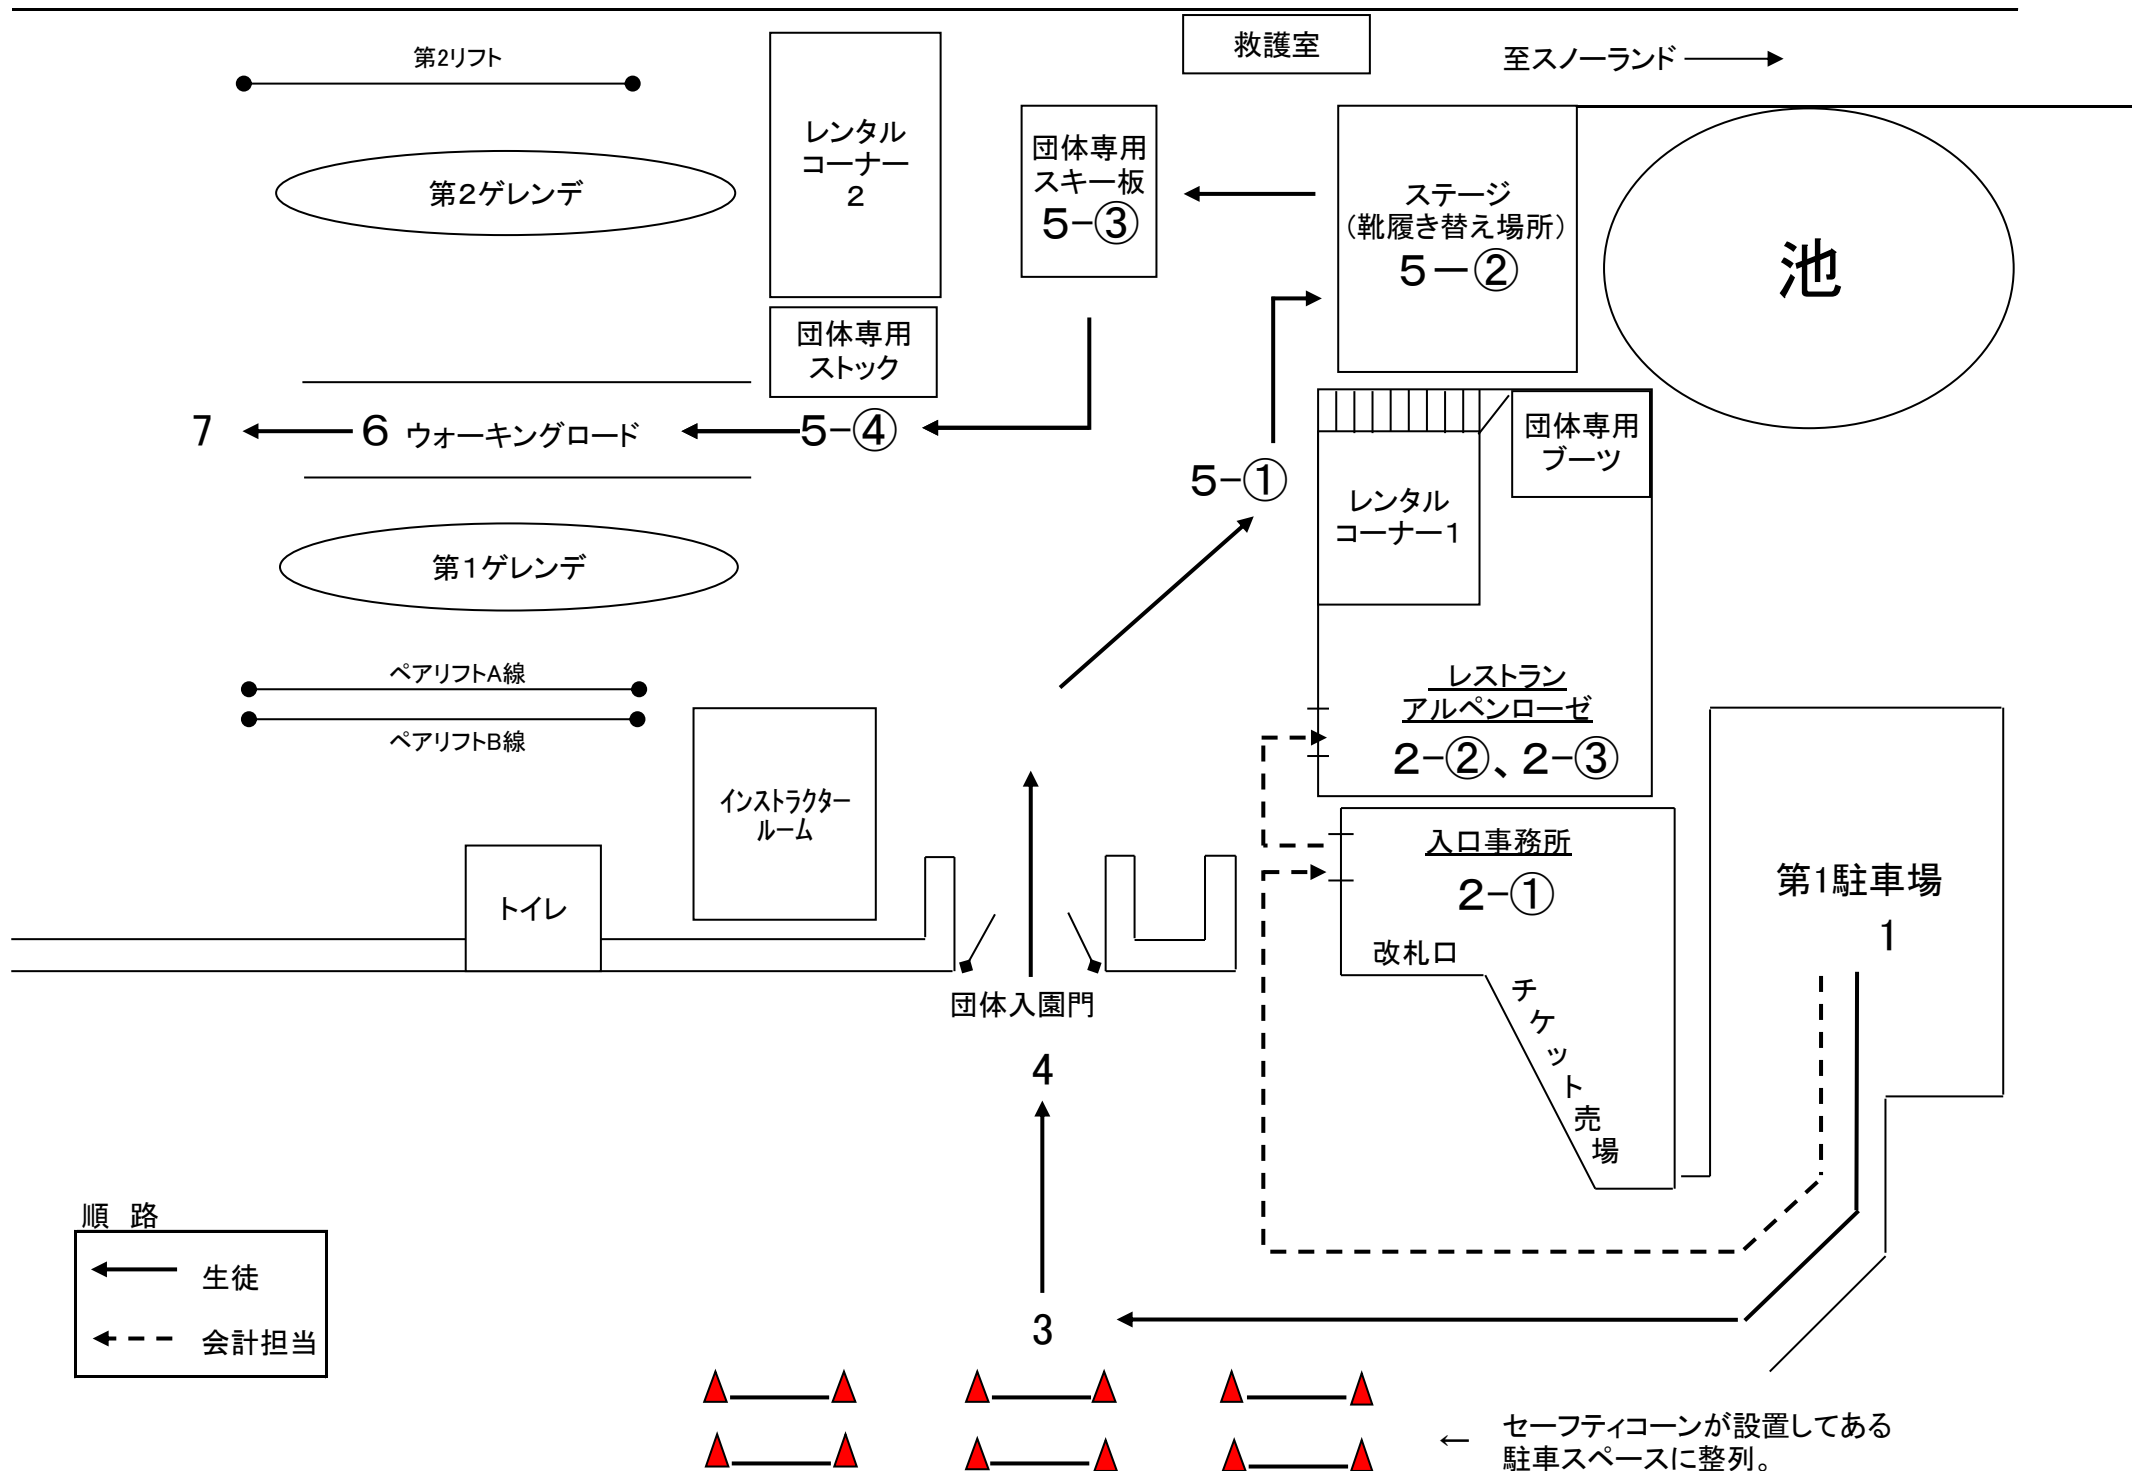 第2リフト
救護室
至スノーランド
レンタル
コーナー
2
団体専用
スキー板
5-③
ステージ
（靴履き替え場所）
5-②
第2ゲレンデ
池
団体専用
ストック
7
6 ウォーキングロード
5-④
5-①
団体専用
ブーツ
レンタル
コーナー1
第1ゲレンデ
ペアリフトA線
ペアリフトB線
レストラン
アルペンローゼ
2-②、2-③
インストラクター
ルーム
トイレ
入口事務所
2-①
改札口
チケット売場
第1駐車場
1
団体入園門
4
3
順 路
生徒
会計担当
← セーフティコーンが設置してある
駐車スペースに整列。